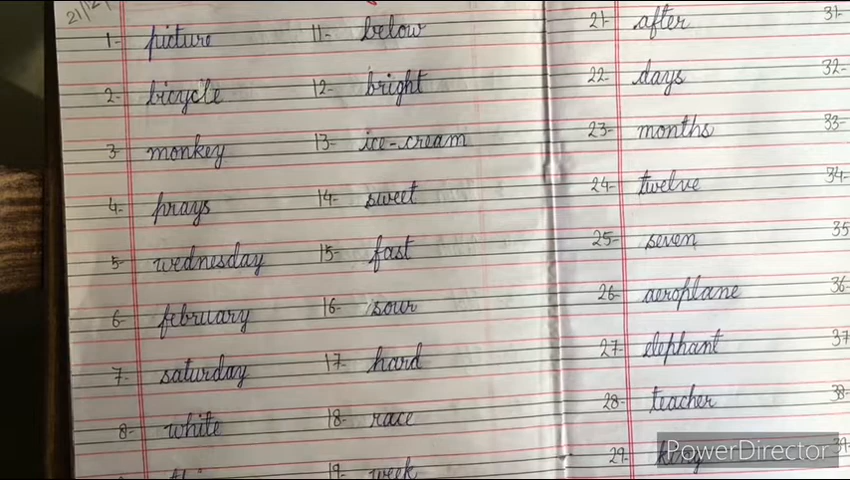 21/12/
1- picture
2- bicycle
3- monkey
4- prays
5- wednesday
6- february
7- saturday
8- white
11- below
12- bright
13- ice-cream
14- sweet
15- fast
16- sour
17- hard
18- race
19- week
21- after
22- days
23- months
24- twelve
25- seven
26- aeroplane
27- elephant
28- teacher
29- king
31-
32-
33-
34-
35
36-
37
38-
39-
PowerDirector